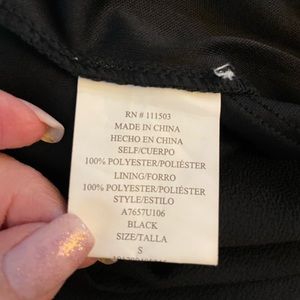 RN # 111503
MADE IN CHINA
HECHO EN CHINA
SELF/CUERPO
100% POLYESTER/POLIÉSTER
LINING/FORRO
100% POLYESTER/POLIÉSTER
STYLE/ESTILO
A7657U106
BLACK
SIZE/TALLA
S